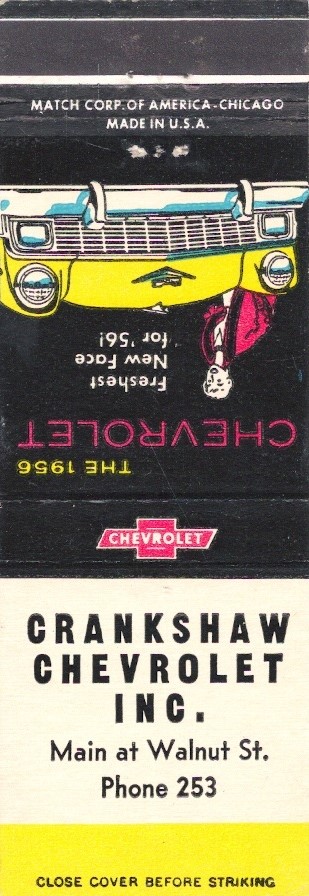 MATCH CORP. OF AMERICA-CHICAGO
MADE IN U.S.A.
THE 1956
CHEVROLET
Freshest
New Face
for '56!
CHEVROLET
CRANKSHAW
CHEVROLET
INC.
Main at Walnut St.
Phone 253
CLOSE COVER BEFORE STRIKING